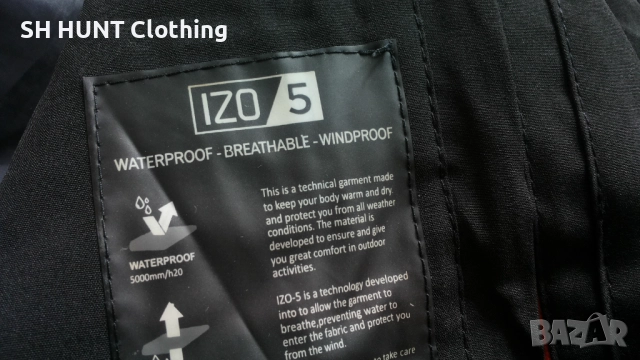 SH HUNT Clothing
IZO 5
WATERPROOF - BREATHABLE - WINDPROOF
This is a technical garment made
to keep your body warm and dry.
and protect you from all weather
conditions. The material is
developed to ensure and give
you great comfort in outdoor
activities.
WATERPROOF
5000mm/h20
IZO-5 is a technology developed
into to allow the garment to
breathe,preventing water to
enter the fabric and protect you
from the wind.
to take care
BAZAR